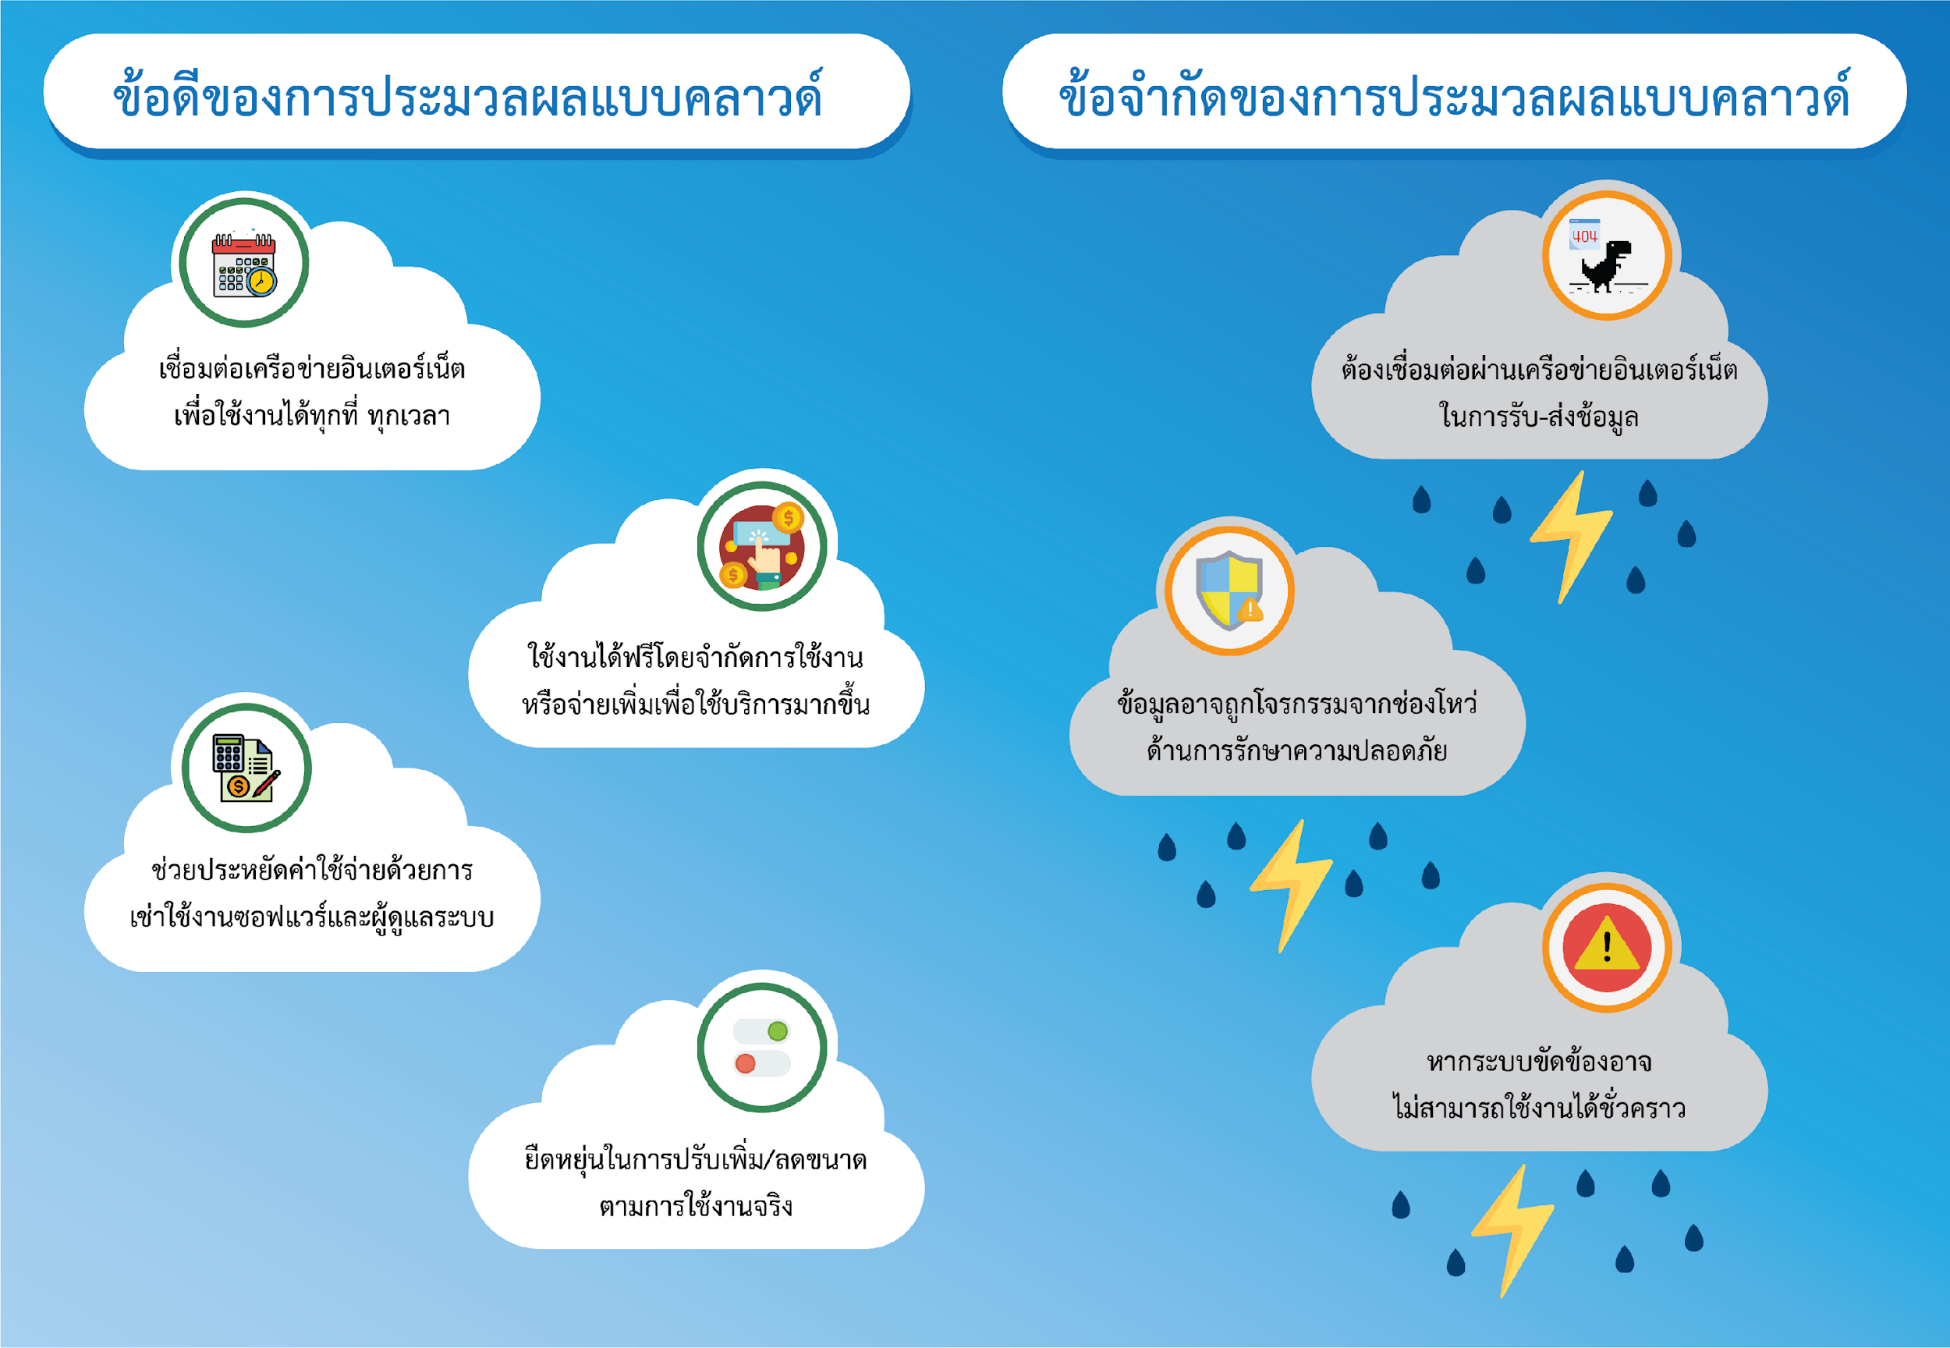 ข้อดีของการประมวลผลแบบคลาวด์
เชื่อมต่อเครือข่ายอินเตอร์เน็ต
เพื่อใช้งานได้ทุกที่ ทุกเวลา
ใช้งานได้ฟรีโดยจำกัดการใช้งาน
หรือจ่ายเพิ่มเพื่อใช้บริการมากขึ้น
ช่วยประหยัดค่าใช้จ่ายด้วยการ
เช่าใช้งานซอฟแวร์และผู้ดูแลระบบ
ยืดหยุ่นในการปรับเพิ่ม/ลดขนาด
ตามการใช้งานจริง
ข้อจำกัดของการประมวลผลแบบคลาวด์
404
ต้องเชื่อมต่อผ่านเครือข่ายอินเตอร์เน็ต
ในการรับ-ส่งช้อมูล
ข้อมูลอาจถูกโจรกรรมจากช่องโหว่
ด้านการรักษาความปลอดภัย
หากระบบขัดข้องอาจ
ไม่สามารถใช้งานได้ชั่วคราว